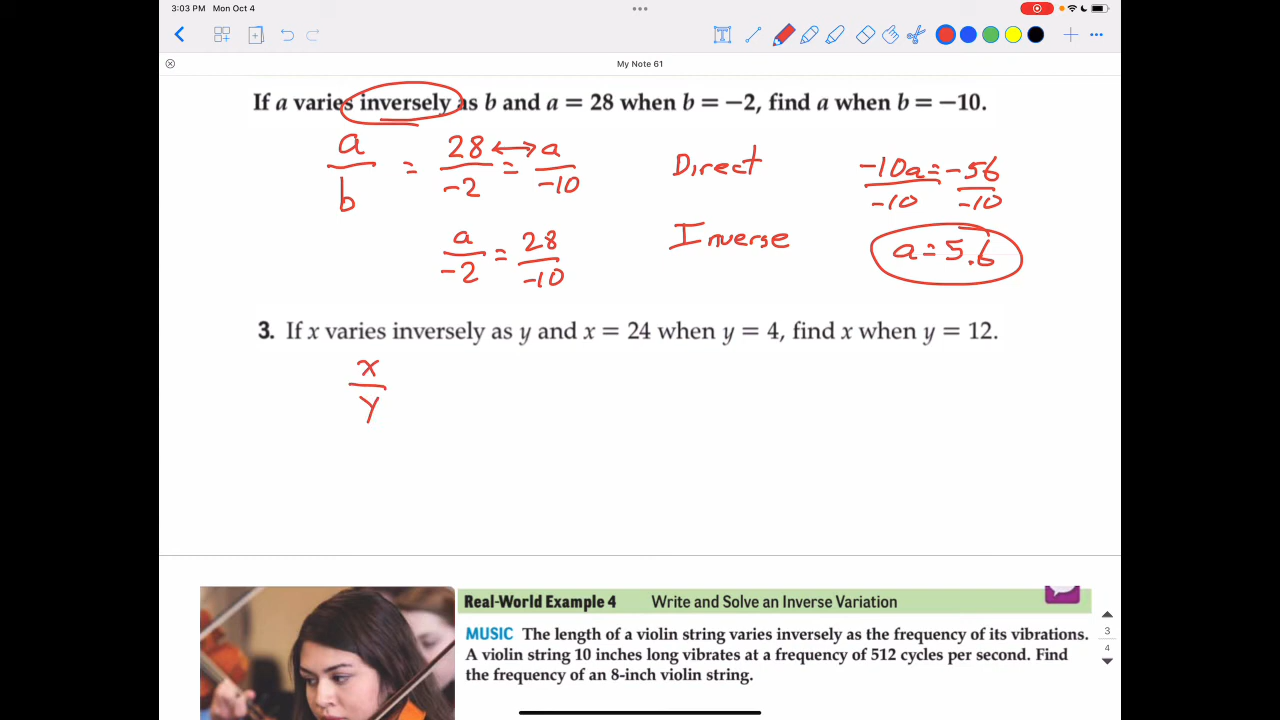 3:03 PM Mon Oct 4
My Note 61
If a varies inversely as b and a = 28 when b = −2, find a when b = −10.
a/b = 28/-2 = a/-10
Direct
-10a = -56
-10 -10
a/-2 = 28/-10
Inverse
a = 5.6
3. If x varies inversely as y and x = 24 when y = 4, find x when y = 12.
x/y
Real-World Example 4 Write and Solve an Inverse Variation
MUSIC The length of a violin string varies inversely as the frequency of its vibrations.
A violin string 10 inches long vibrates at a frequency of 512 cycles per second. Find
the frequency of an 8-inch violin string.
3
4